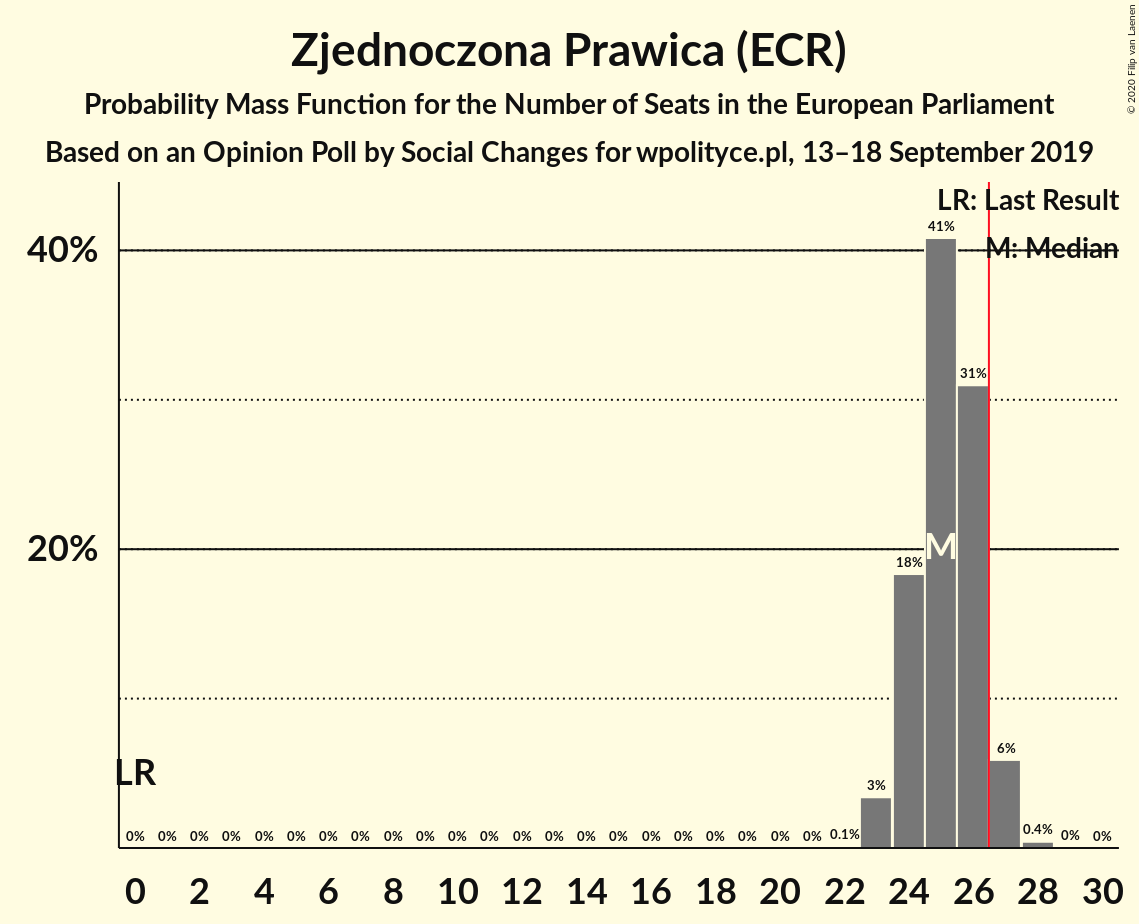 Zjednoczona Prawica (ECR)
Probability Mass Function for the Number of Seats in the European Parliament
Based on an Opinion Poll by Social Changes for wpolityce.pl, 13–18 September 2019
© 2020 Filip van Laenen
LR: Last Result
M: Median
40%
20%
41%
31%
M
18%
6%
LR
3%
0% 0% 0% 0% 0% 0% 0% 0% 0% 0% 0% 0% 0% 0% 0% 0% 0% 0% 0% 0% 0% 0% 0.1% 0.4% 0% 0%
0 2 4 6 8 10 12 14 16 18 20 22 24 26 28 30